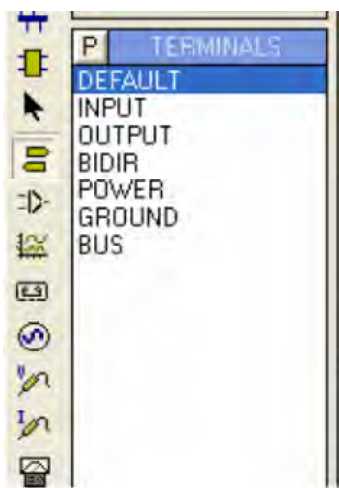 P TERMINALS
DEFAULT
INPUT
OUTPUT
BIDIR
POWER
GROUND
BUS
V
I